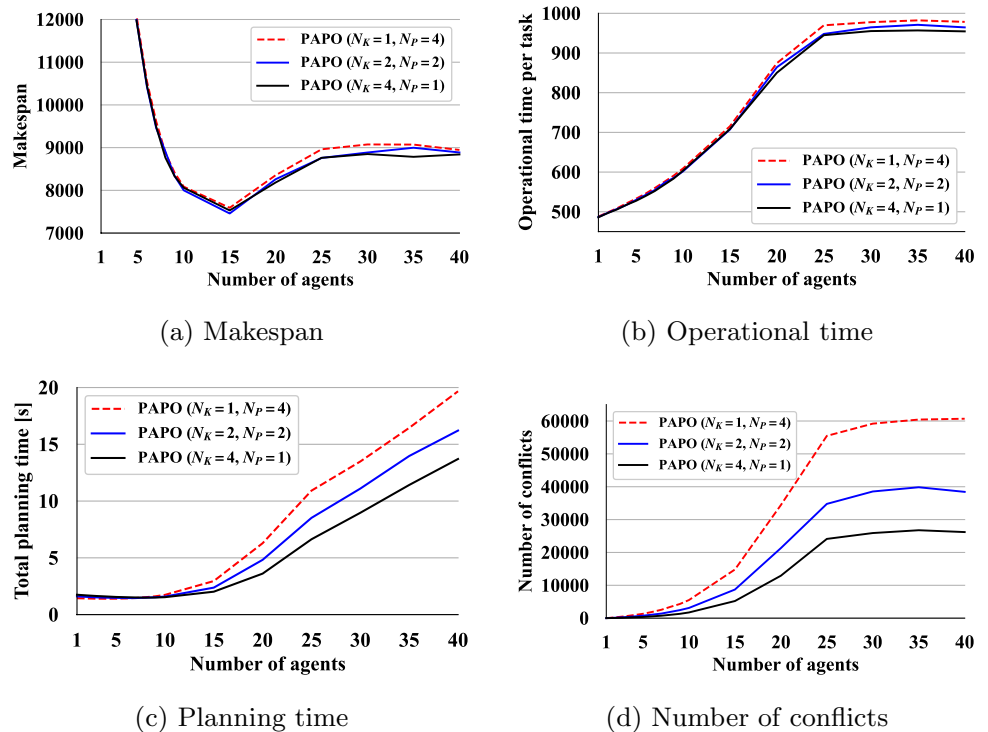 12000
11000
10000
9000
8000
7000
Makespan
PAPO (N_K=1, N_P=4)
PAPO (N_K=2, N_P=2)
PAPO (N_K=4, N_P=1)
1 5 10 15 20 25 30 35 40
Number of agents
(a) Makespan
1000
900
800
700
600
500
Operational time per task
PAPO (N_K=1, N_P=4)
PAPO (N_K=2, N_P=2)
PAPO (N_K=4, N_P=1)
1 5 10 15 20 25 30 35 40
Number of agents
(b) Operational time
20
15
10
5
0
Total planning time [s]
PAPO (N_K=1, N_P=4)
PAPO (N_K=2, N_P=2)
PAPO (N_K=4, N_P=1)
1 5 10 15 20 25 30 35 40
Number of agents
(c) Planning time
60000
50000
40000
30000
20000
10000
0
Number of conflicts
PAPO (N_K=1, N_P=4)
PAPO (N_K=2, N_P=2)
PAPO (N_K=4, N_P=1)
1 5 10 15 20 25 30 35 40
Number of agents
(d) Number of conflicts